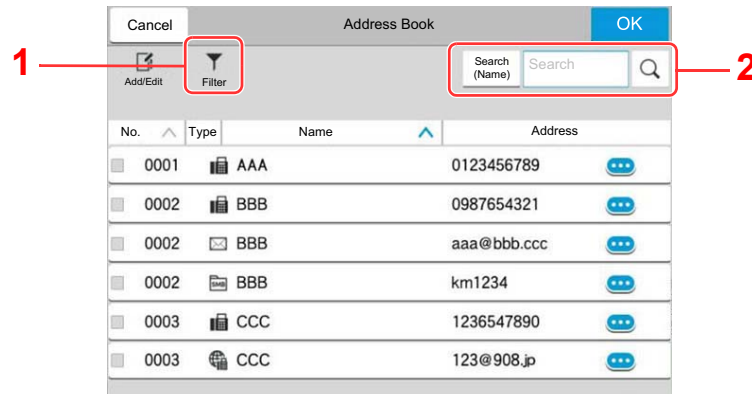 Cancel Address Book OK
1 Add/Edit Filter Search (Name) Search 2
No. Type Name Address
0001 AAA 0123456789
0002 BBB 0987654321
0002 BBB aaa@bbb.ccc
0002 SMB BBB km1234
0003 CCC 1236547890
0003 CCC 123@908.jp